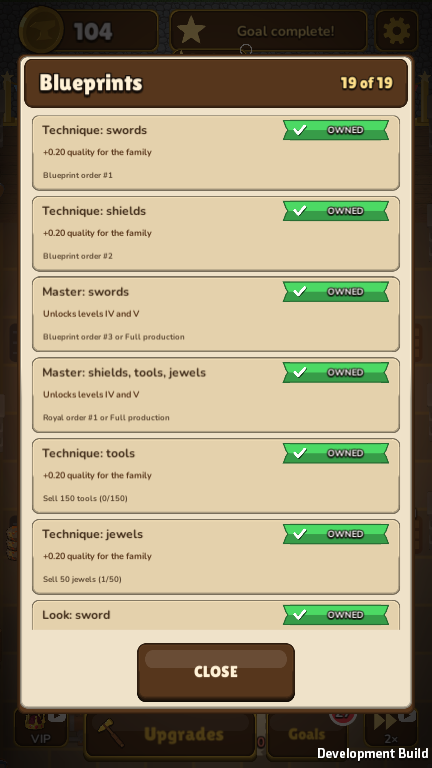 104
Goal complete!
Blueprints
19 of 19
Technique: swords
OWNED
+0.20 quality for the family
Blueprint order #1
Technique: shields
OWNED
+0.20 quality for the family
Blueprint order #2
Master: swords
OWNED
Unlocks levels IV and V
Blueprint order #3 or Full production
Master: shields, tools, jewels
OWNED
Unlocks levels IV and V
Royal order #1 or Full production
Technique: tools
OWNED
+0.20 quality for the family
Sell 150 tools (0/150)
Technique: jewels
OWNED
+0.20 quality for the family
Sell 50 jewels (1/50)
Look: sword
OWNED
CLOSE
VIP
Upgrades
Goals
2×
Development Build